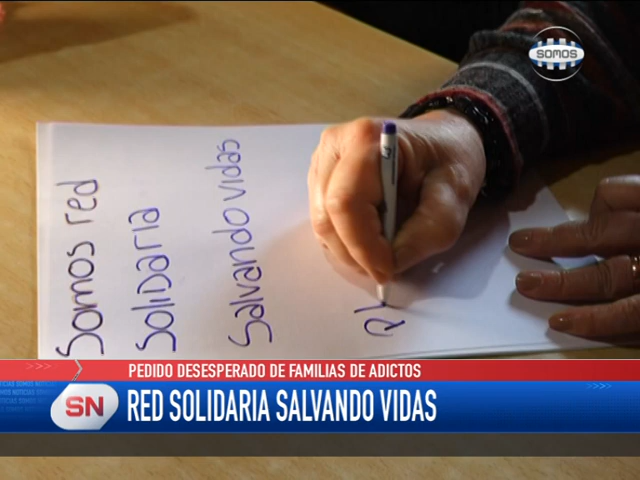 SOMOS
Somos red
Solidaria
Salvando vidas
PEDIDO DESESPERADO DE FAMILIAS DE ADICTOS
SN
RED SOLIDARIA SALVANDO VIDAS